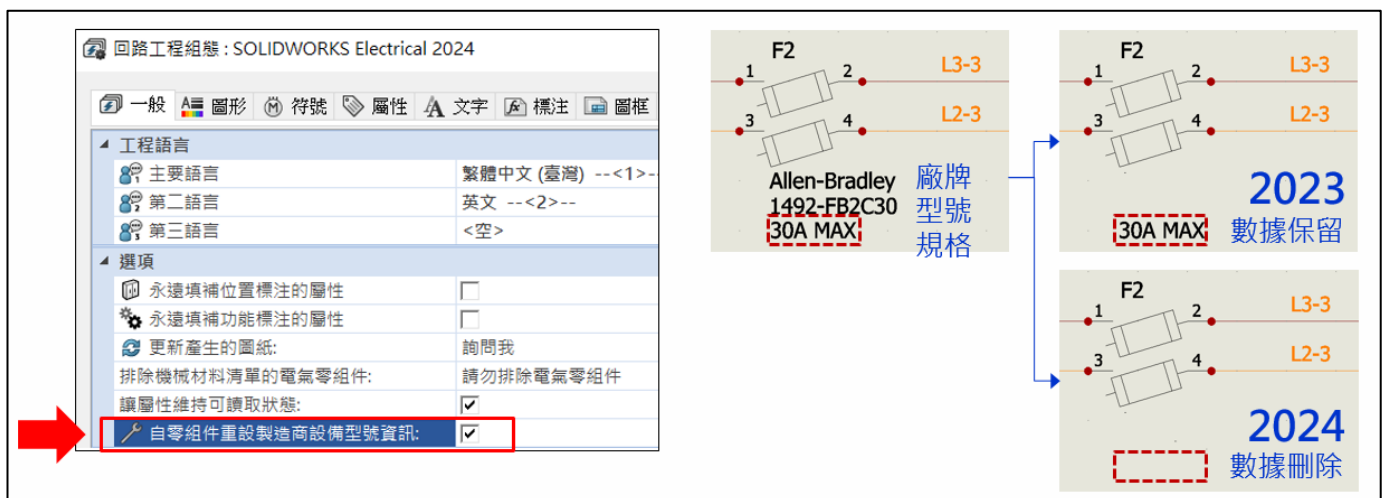 回路工程組態 : SOLIDWORKS Electrical 2024
一般 圖形 符號 屬性 文字 標注 圖框
工程語言
主要語言 繁體中文 (臺灣) --<1>--
第二語言 英文 --<2>--
第三語言 <空>
選項
永遠填補位置標注的屬性
永遠填補功能標注的屬性
更新產生的圖紙: 詢問我
排除機械材料清單的電氣零組件: 請勿排除電氣零組件
讓屬性維持可讀取狀態:
自零組件重設製造商設備型號資訊:
F2
1 2 L3-3
3 4 L2-3
Allen-Bradley 廠牌
1492-FB2C30 型號
30A MAX 規格
F2
1 2 L3-3
3 4 L2-3
2023
30A MAX 數據保留
F2
1 2 L3-3
3 4 L2-3
2024
數據刪除